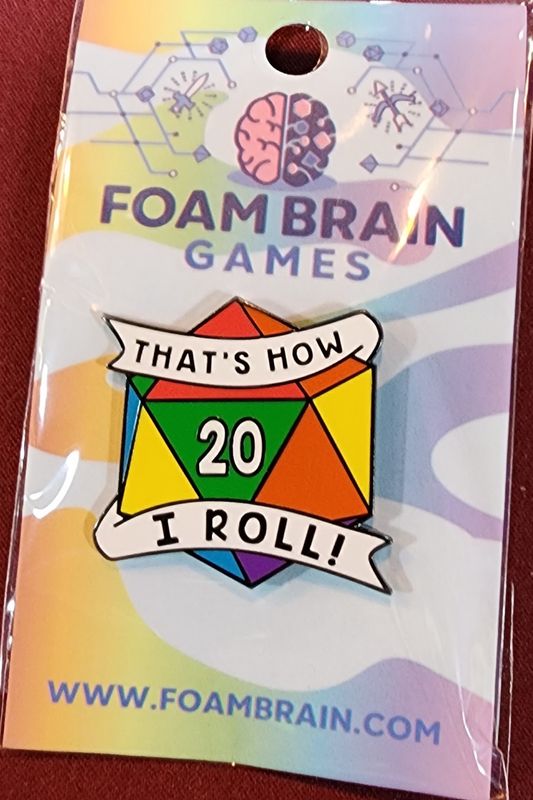 FOAM BRAIN
GAMES
THAT'S HOW
20
I ROLL!
WWW.FOAMBRAIN.COM